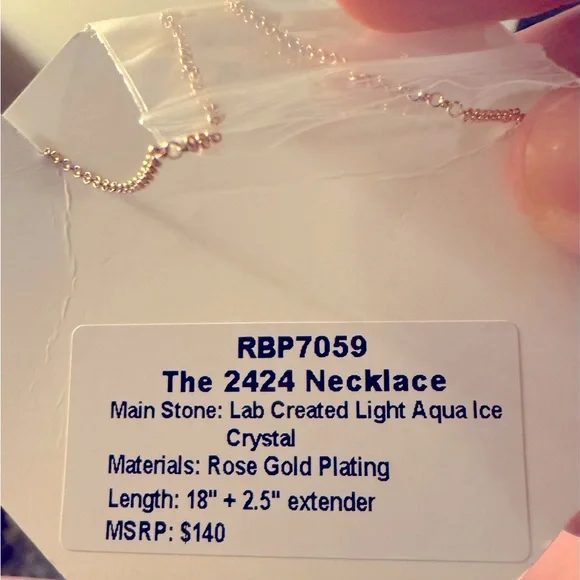 RBP7059
The 2424 Necklace
Main Stone: Lab Created Light Aqua Ice
Crystal
Materials: Rose Gold Plating
Length: 18" + 2.5" extender
MSRP: $140